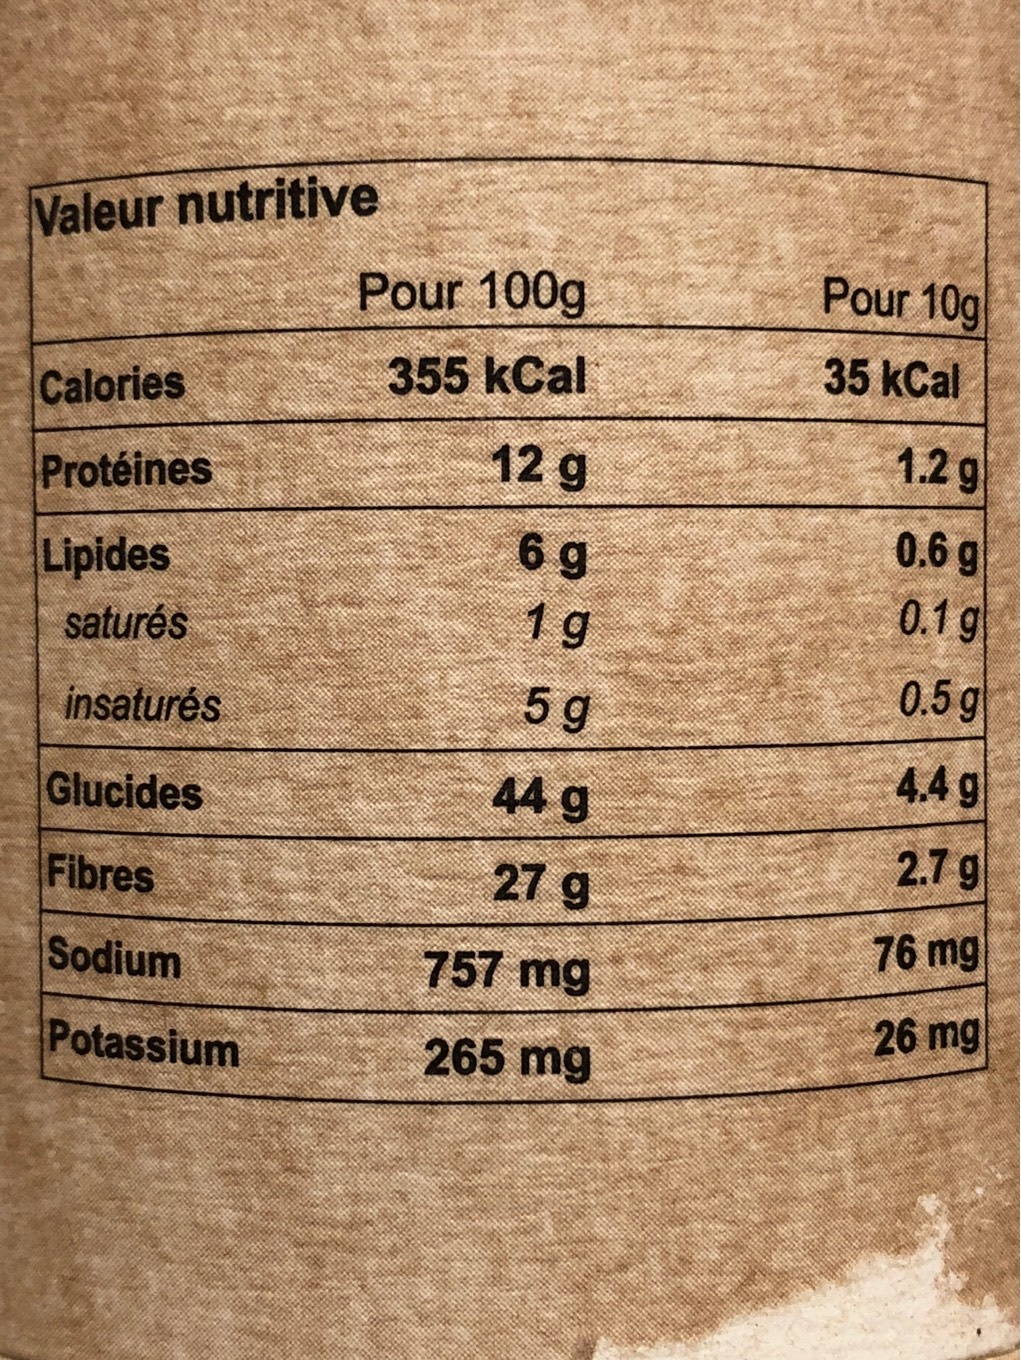 Valeur nutritive
Pour 100g Pour 10g
Calories 355 kCal 35 kCal
Protéines 12 g 1.2 g
Lipides 6 g 0.6 g
saturés 1 g 0.1 g
insaturés 5 g 0.5 g
Glucides 44 g 4.4 g
Fibres 27 g 2.7 g
Sodium 757 mg 76 mg
Potassium 265 mg 26 mg